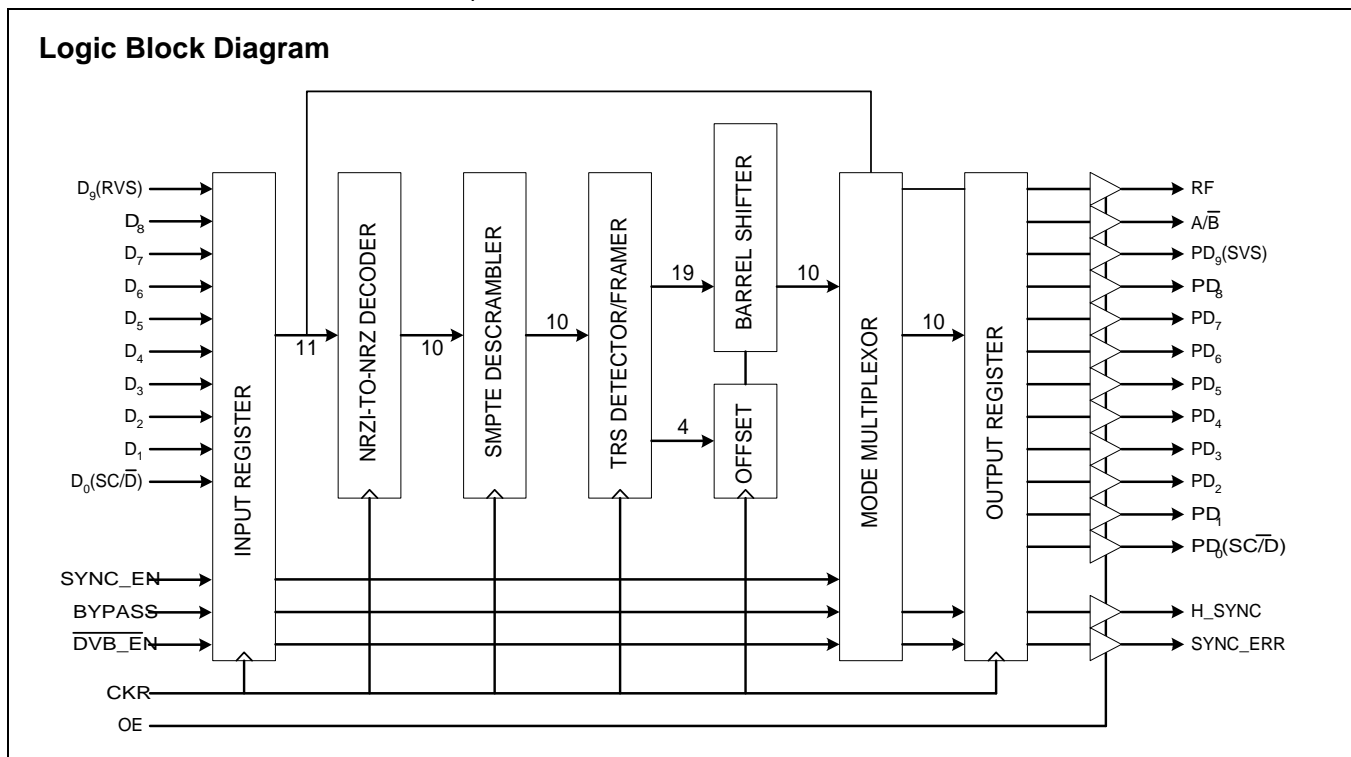 Logic Block Diagram
D9(RVS)
D8
D7
D6
D5
D4
D3
D2
D1
D0(SC/D̅)
SYNC_EN
BYPASS
D̅V̅B̅_̅E̅N̅
CKR
OE
INPUT REGISTER
11
NRZI-TO-NRZ DECODER
10
SMPTE DESCRAMBLER
10
TRS DETECTOR/FRAMER
19
4
BARREL SHIFTER
OFFSET
10
MODE MULTIPLEXOR
10
OUTPUT REGISTER
RF
A/B̅
PD9(SVS)
PD8
PD7
PD6
PD5
PD4
PD3
PD2
PD1
PD0(SC/D̅)
H_SYNC
SYNC_ERR